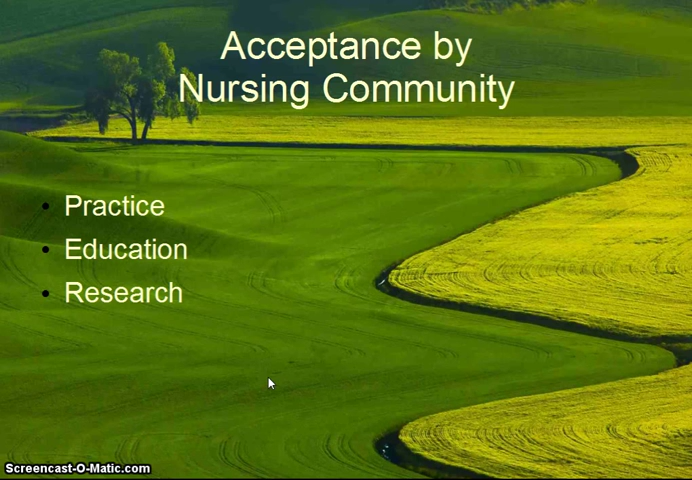 Acceptance by
Nursing Community
• Practice
• Education
• Research
Screencast-O-Matic.com